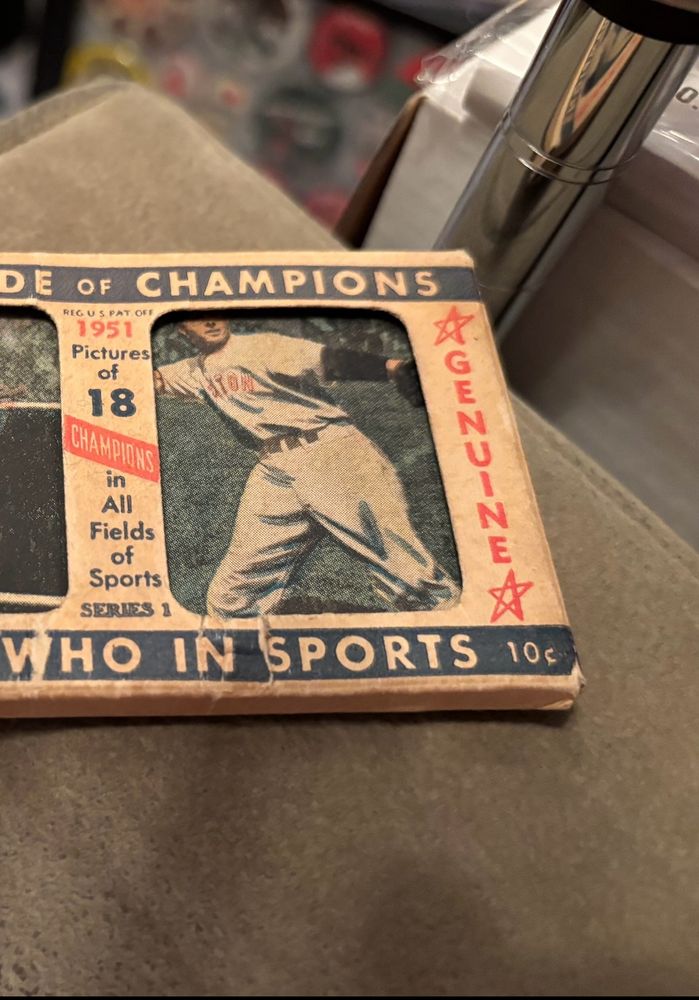 DE OF CHAMPIONS
REG U S PAT. OFF
1951
Pictures
of
18
CHAMPIONS
in
All
Fields
of
Sports
SERIES 1
TON
GENUINE
WHO IN SPORTS 10¢